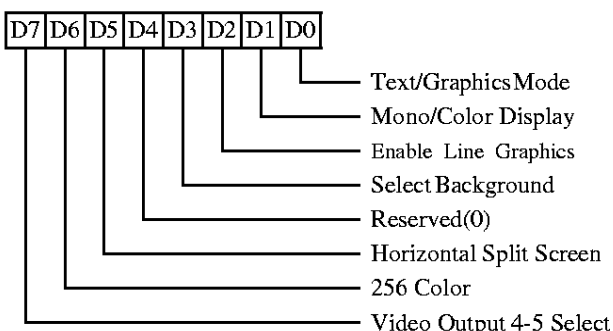 D7 D6 D5 D4 D3 D2 D1 D0
Text/Graphics Mode
Mono/Color Display
Enable Line Graphics
Select Background
Reserved(0)
Horizontal Split Screen
256 Color
Video Output 4-5 Select